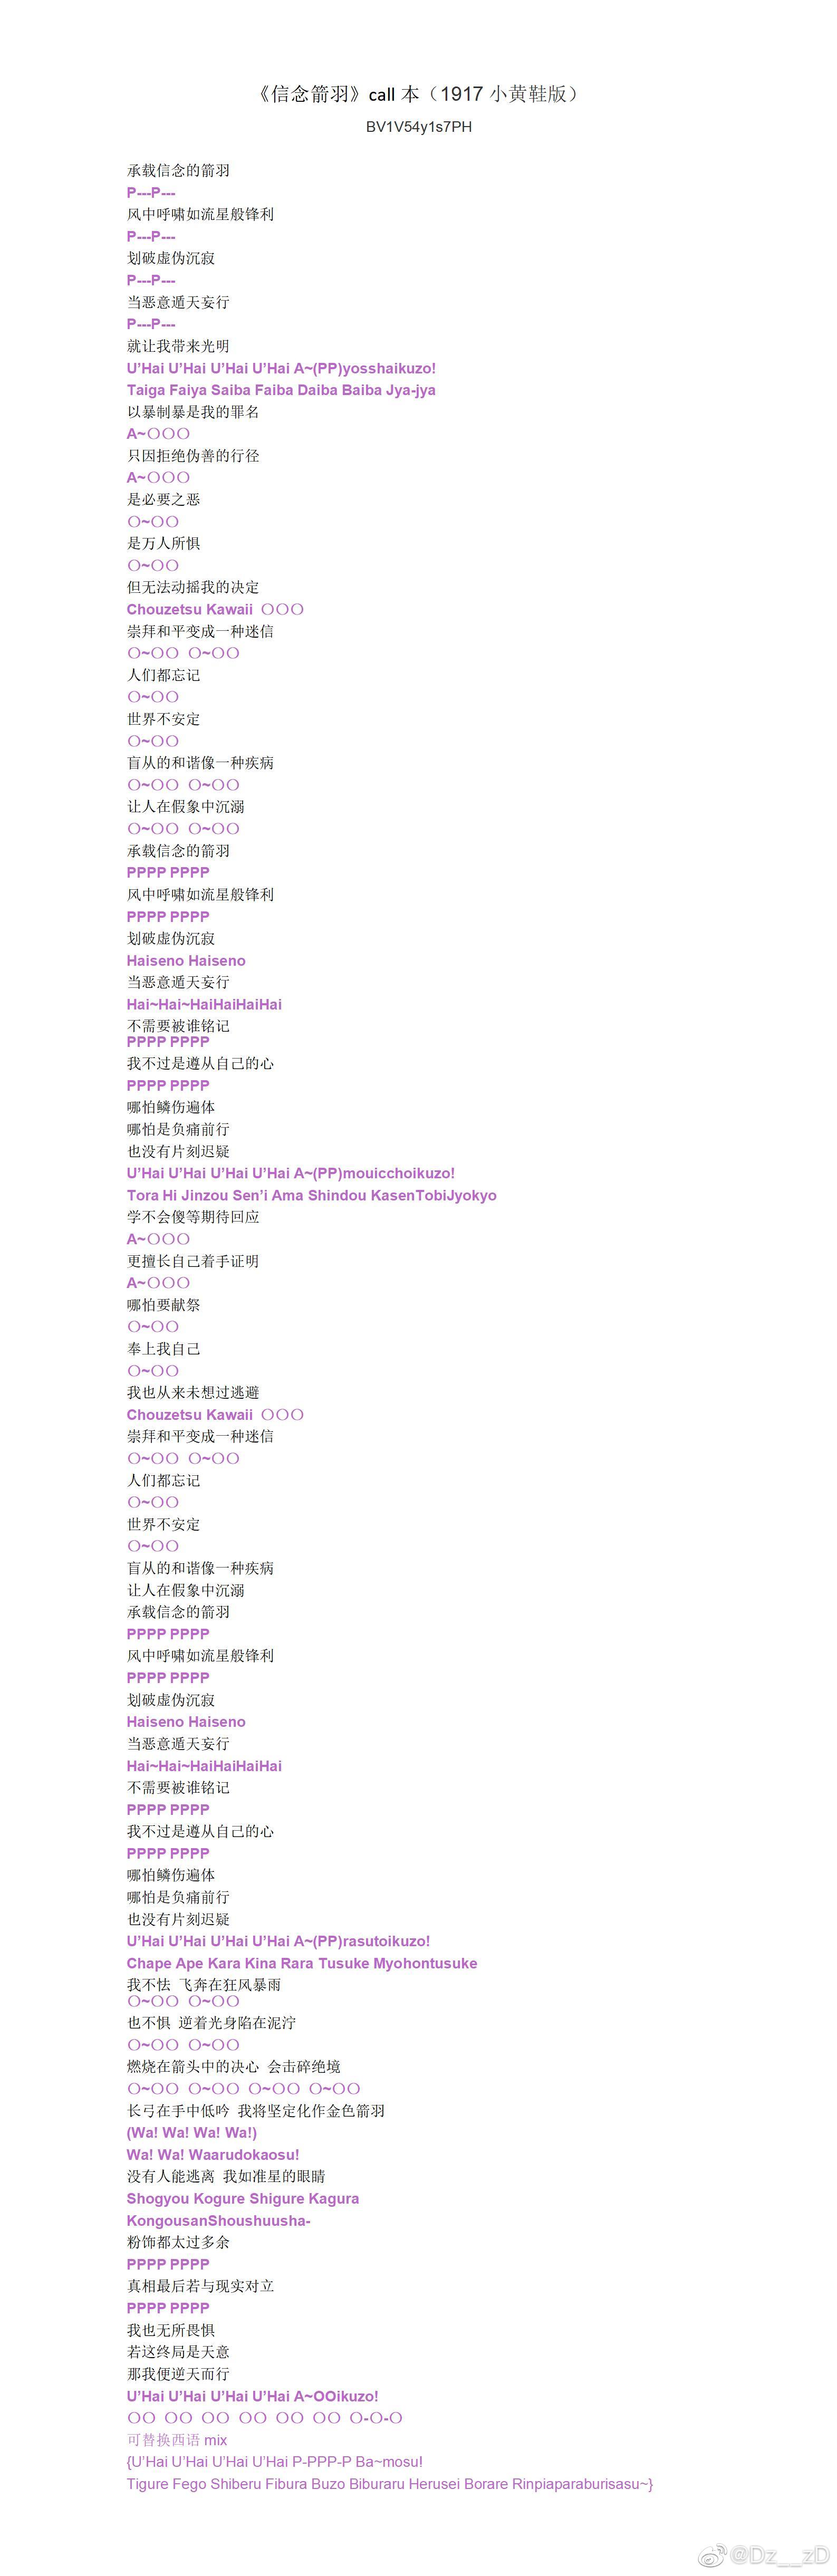 《信念箭羽》call 本（1917 小黄鞋版）
BV1V54y1s7PH
承载信念的箭羽
P---P---
风中呼啸如流星般锋利
P---P---
划破虚伪沉寂
P---P---
当恶意遁天妄行
P---P---
就让我带来光明
U’Hai U’Hai U’Hai U’Hai A~(PP)yosshaikuzo!
Taiga Faiya Saiba Faiba Daiba Baiba Jya-jya
以暴制暴是我的罪名
A~〇〇〇
只因拒绝伪善的行径
A~〇〇〇
是必要之恶
〇~〇〇
是万人所惧
〇~〇〇
但无法动摇我的决定
Chouzetsu Kawaii 〇〇〇
崇拜和平变成一种迷信
〇~〇〇 〇~〇〇
人们都忘记
〇~〇〇
世界不安定
〇~〇〇
盲从的和谐像一种疾病
〇~〇〇 〇~〇〇
让人在假象中沉溺
〇~〇〇 〇~〇〇
承载信念的箭羽
PPPP PPPP
风中呼啸如流星般锋利
PPPP PPPP
划破虚伪沉寂
Haiseno Haiseno
当恶意遁天妄行
Hai~Hai~HaiHaiHaiHai
不需要被谁铭记
PPPP PPPP
我不过是遵从自己的心
PPPP PPPP
哪怕鳞伤遍体
哪怕是负痛前行
也没有片刻迟疑
U’Hai U’Hai U’Hai U’Hai A~(PP)mouicchoikuzo!
Tora Hi Jinzou Sen’i Ama Shindou KasenTobiJyokyo
学不会傻等期待回应
A~〇〇〇
更擅长自己着手证明
A~〇〇〇
哪怕要献祭
〇~〇〇
奉上我自己
〇~〇〇
我也从来未想过逃避
Chouzetsu Kawaii 〇〇〇
崇拜和平变成一种迷信
〇~〇〇 〇~〇〇
人们都忘记
〇~〇〇
世界不安定
〇~〇〇
盲从的和谐像一种疾病
让人在假象中沉溺
承载信念的箭羽
PPPP PPPP
风中呼啸如流星般锋利
PPPP PPPP
划破虚伪沉寂
Haiseno Haiseno
当恶意遁天妄行
Hai~Hai~HaiHaiHaiHai
不需要被谁铭记
PPPP PPPP
我不过是遵从自己的心
PPPP PPPP
哪怕鳞伤遍体
哪怕是负痛前行
也没有片刻迟疑
U’Hai U’Hai U’Hai U’Hai A~(PP)rasutoikuzo!
Chape Ape Kara Kina Rara Tusuke Myohontusuke
我不怯 飞奔在狂风暴雨
〇~〇〇 〇~〇〇
也不惧 逆着光身陷在泥泞
〇~〇〇 〇~〇〇
燃烧在箭头中的决心 会击碎绝境
〇~〇〇 〇~〇〇 〇~〇〇 〇~〇〇
长弓在手中低吟 我将坚定化作金色箭羽
(Wa! Wa! Wa! Wa!)
Wa! Wa! Waarudokaosu!
没有人能逃离 我如准星的眼睛
Shogyou Kogure Shigure Kagura
KongousanShoushuusha-
粉饰都太过多余
PPPP PPPP
真相最后若与现实对立
PPPP PPPP
我也无所畏惧
若这终局是天意
那我便逆天而行
U’Hai U’Hai U’Hai U’Hai A~OOikuzo!
〇〇 〇〇 〇〇 〇〇 〇〇 〇〇 〇-〇-〇
可替换西语 mix
{U’Hai U’Hai U’Hai U’Hai P-PPP-P Ba~mosu!
Tigure Fego Shiberu Fibura Buzo Biburaru Herusei Borare Rinpiaparaburisasu~}
@Dz__zD